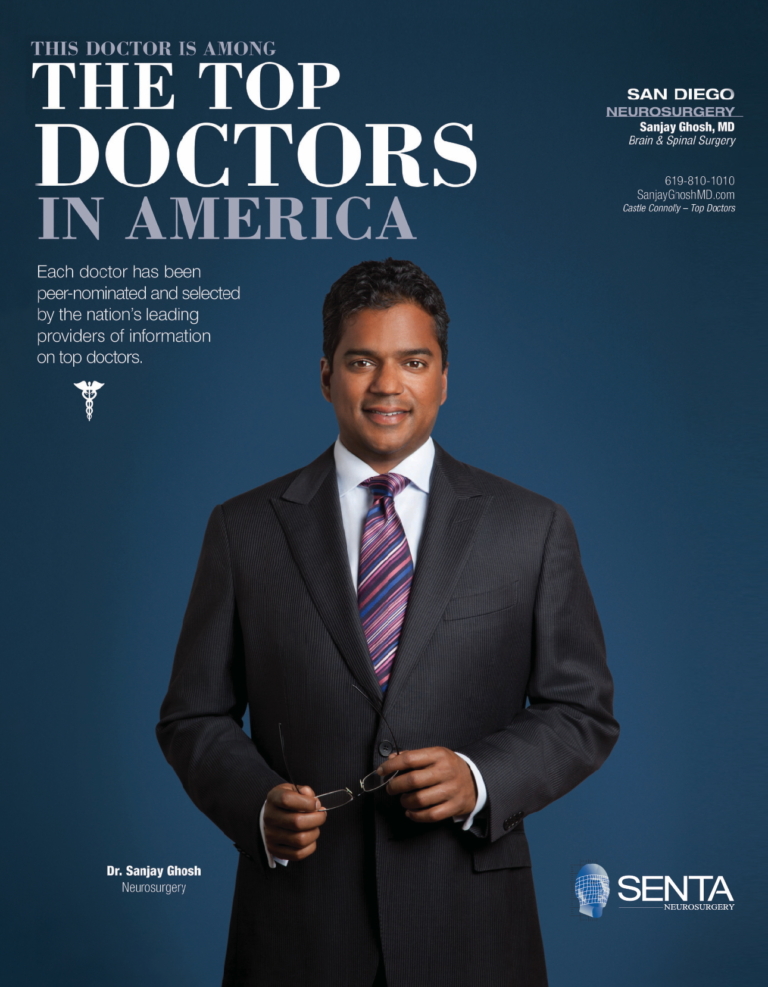 THIS DOCTOR IS AMONG
THE TOP
DOCTORS
IN AMERICA
Each doctor has been
peer-nominated and selected
by the nation's leading
providers of information
on top doctors.
SAN DIEGO
NEUROSURGERY
Sanjay Ghosh, MD
Brain & Spinal Surgery
619-810-1010
SanjayGhoshMD.com
Castle Connolly – Top Doctors
Dr. Sanjay Ghosh
Neurosurgery
SENTA
NEUROSURGERY